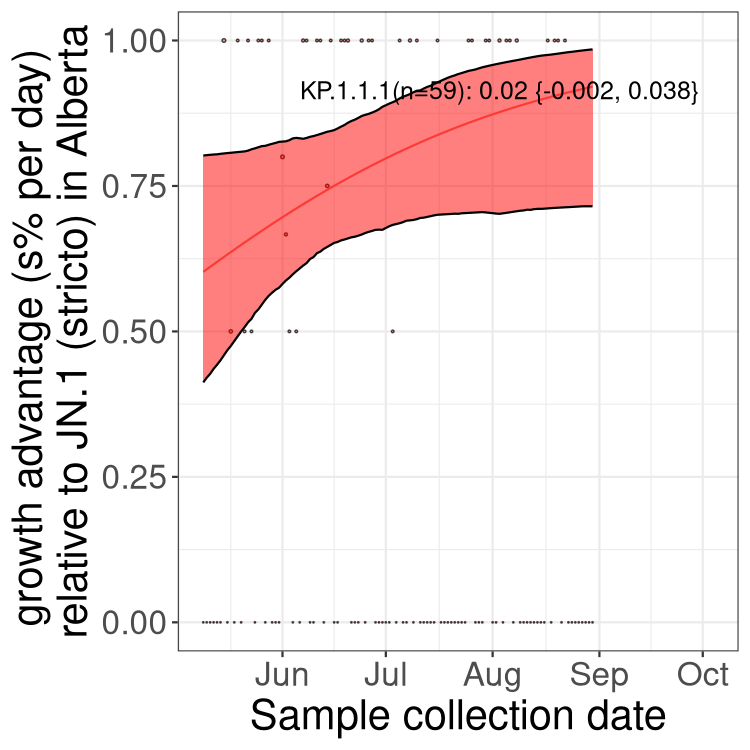 growth advantage (s% per day)
relative to JN.1 (stricto) in Alberta
1.00
0.75
0.50
0.25
0.00
KP.1.1.1(n=59): 0.02 {-0.002, 0.038}
Jun Jul Aug Sep Oct
Sample collection date